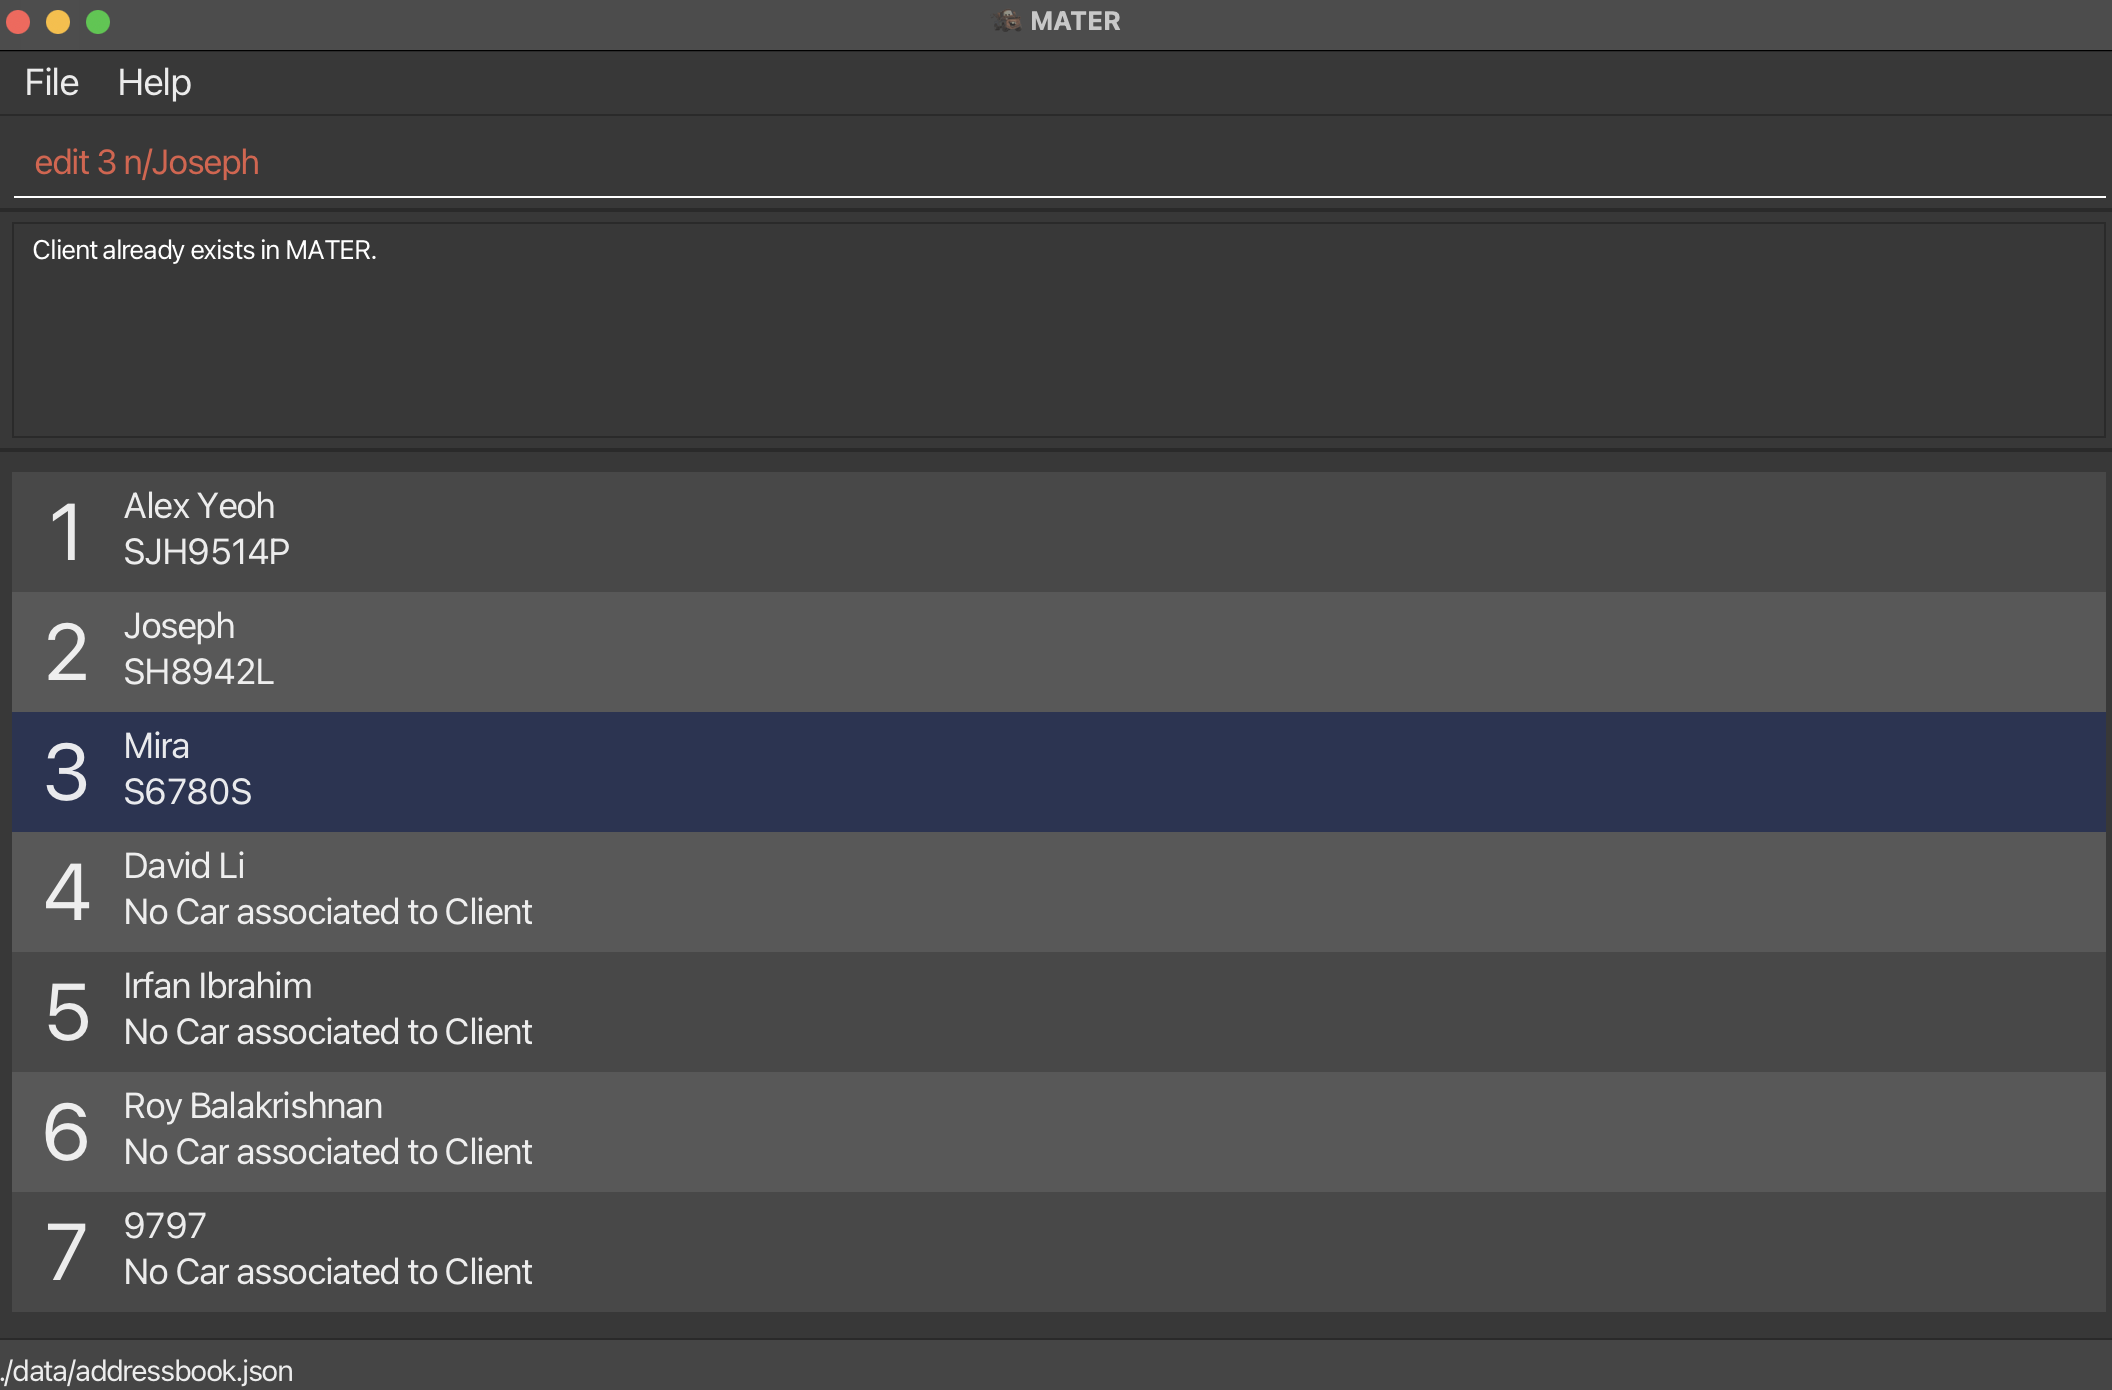 MATER
File Help
edit 3 n/Joseph
Client already exists in MATER.
1
Alex Yeoh
SJH9514P
2
Joseph
SH8942L
3
Mira
S6780S
4
David Li
No Car associated to Client
5
Irfan Ibrahim
No Car associated to Client
6
Roy Balakrishnan
No Car associated to Client
7
9797
No Car associated to Client
./data/addressbook.json